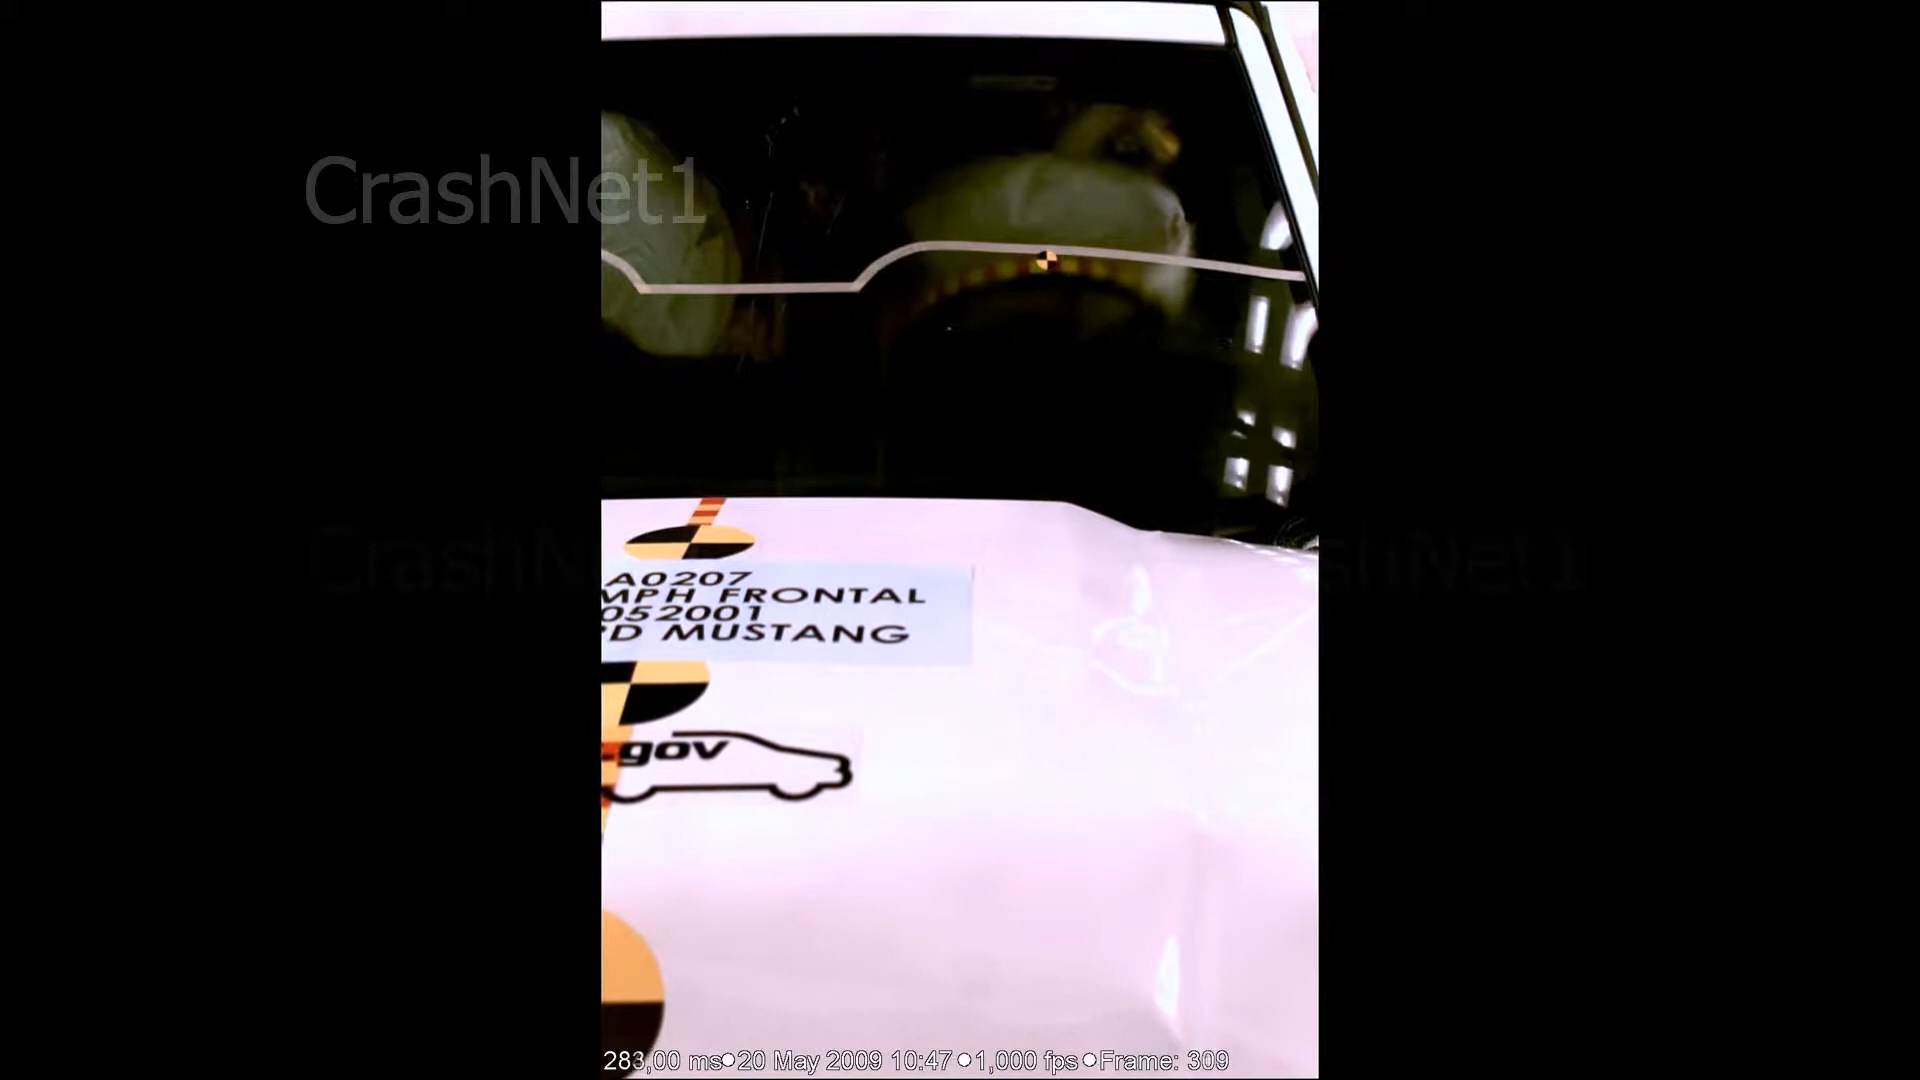 CrashNet1
A0207
MPH FRONTAL
052001
MUSTANG
.gov
283,00 ms●20 May 2009 10:47●1,000 fps●Frame: 309